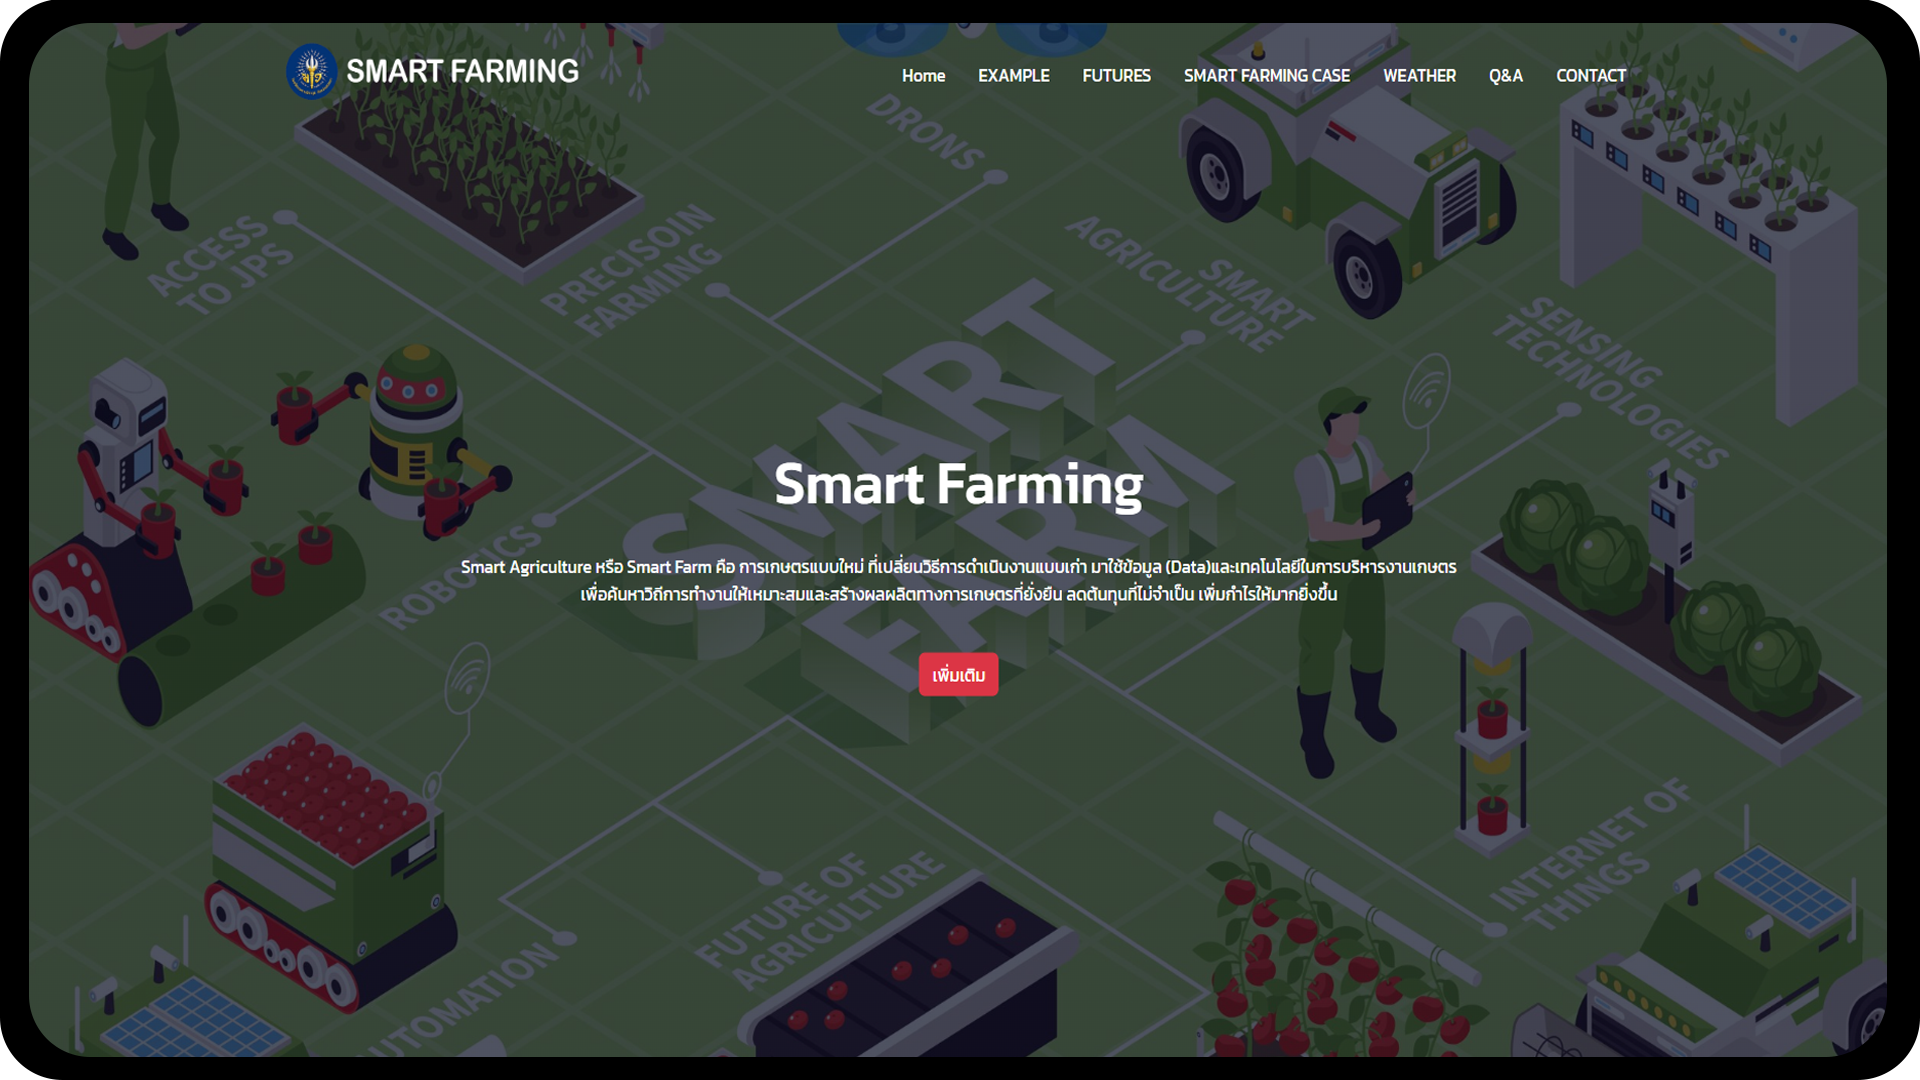 SMART FARMING
Home EXAMPLE FUTURES SMART FARMING CASE WEATHER Q&A CONTACT
DRONS
ACCESS
TO JPS
PRECISOIN
FARMING
SMART
AGRICULTURE
SENSING
TECHNOLOGIES
SMART
FARM
Smart Farming
Smart Agriculture หรือ Smart Farm คือ การเกษตรแบบใหม่ ที่เปลี่ยนวิธีการดำเนินงานแบบเก่า มาใช้ข้อมูล (Data)และเทคโนโลยีในการบริหารงานเกษตร
เพื่อค้นหาวิถีการทำงานให้เหมาะสมและสร้างผลผลิตทางการเกษตรที่ยั่งยืน ลดต้นทุนที่ไม่จำเป็น เพิ่มกำไรให้มากยิ่งขึ้น
ROBOTICS
เพิ่มเติม
INTERNET OF
THINGS
FUTURE OF
AGRICULTURE
UTOMATION